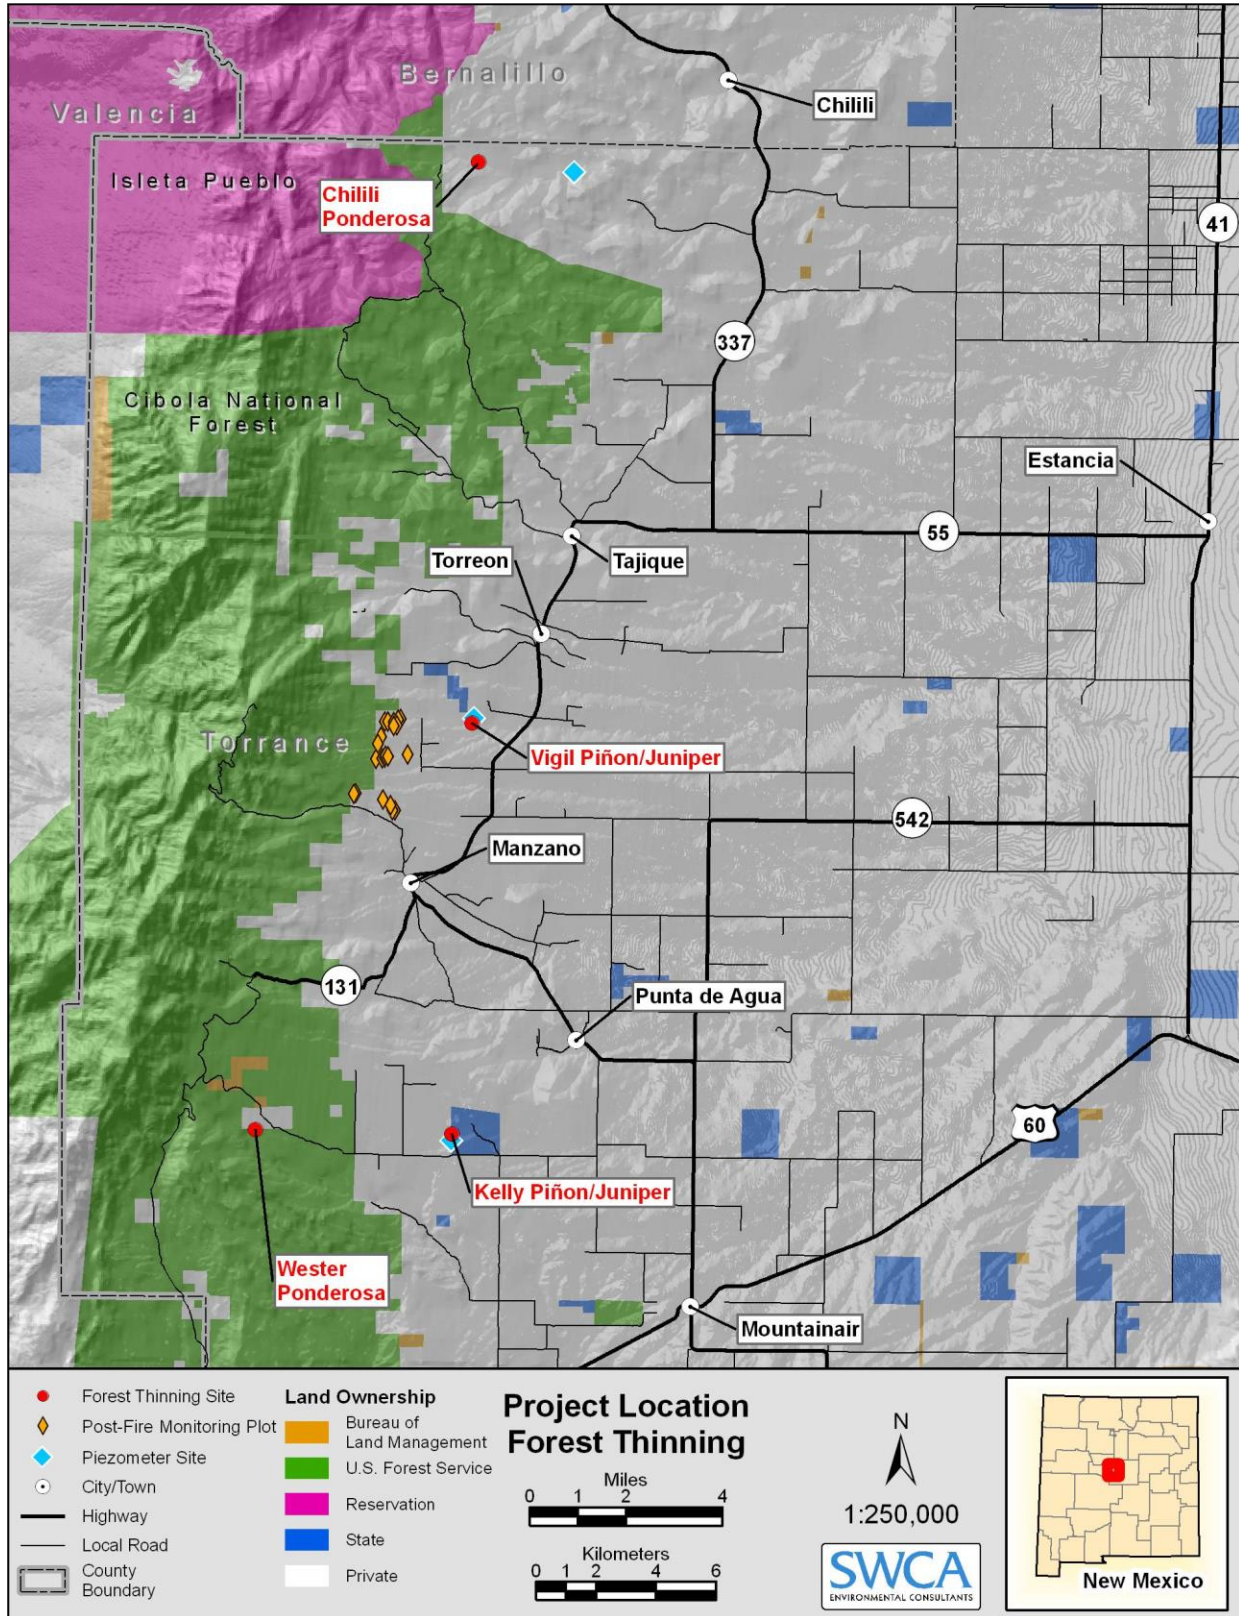 Bernalillo
Valencia
Chilili
Isleta Pueblo
Chilili
Ponderosa
41
337
Cibola National
Forest
Estancia
55
Torreon
Tajique
Torrance
Vigil Piñon/Juniper
542
Manzano
131
Punta de Agua
60
Kelly Piñon/Juniper
Wester
Ponderosa
Mountainair
Forest Thinning Site
Post-Fire Monitoring Plot
Piezometer Site
City/Town
Highway
Local Road
County
Boundary
Land Ownership
Bureau of
Land Management
U.S. Forest Service
Reservation
State
Private
Project Location
Forest Thinning
Miles
0 1 2 4
Kilometers
0 1 2 4 6
N
1:250,000
SWCA
ENVIRONMENTAL CONSULTANTS
New Mexico